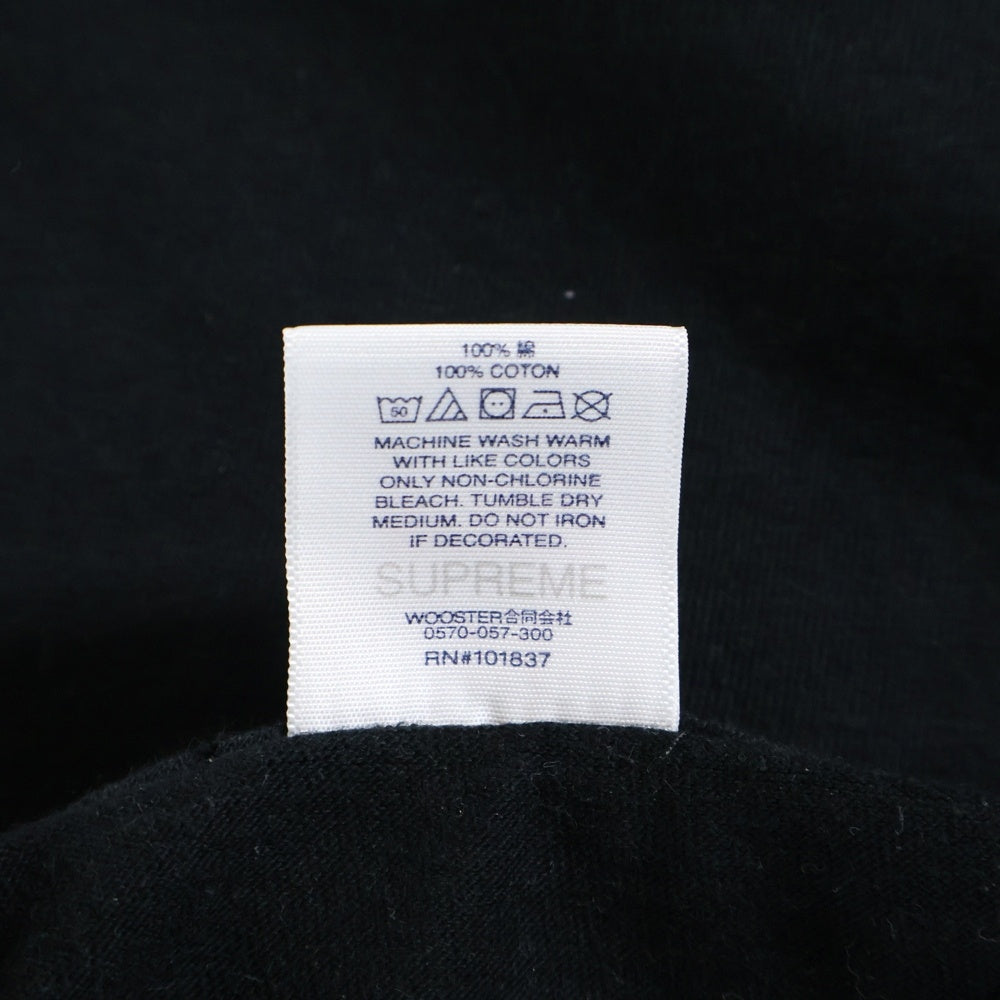 100% 綿
100% COTON
50
MACHINE WASH WARM
WITH LIKE COLORS
ONLY NON-CHLORINE
BLEACH. TUMBLE DRY
MEDIUM. DO NOT IRON
IF DECORATED.
SUPREME
WOOSTER合同会社
0570-057-300
RN#101837